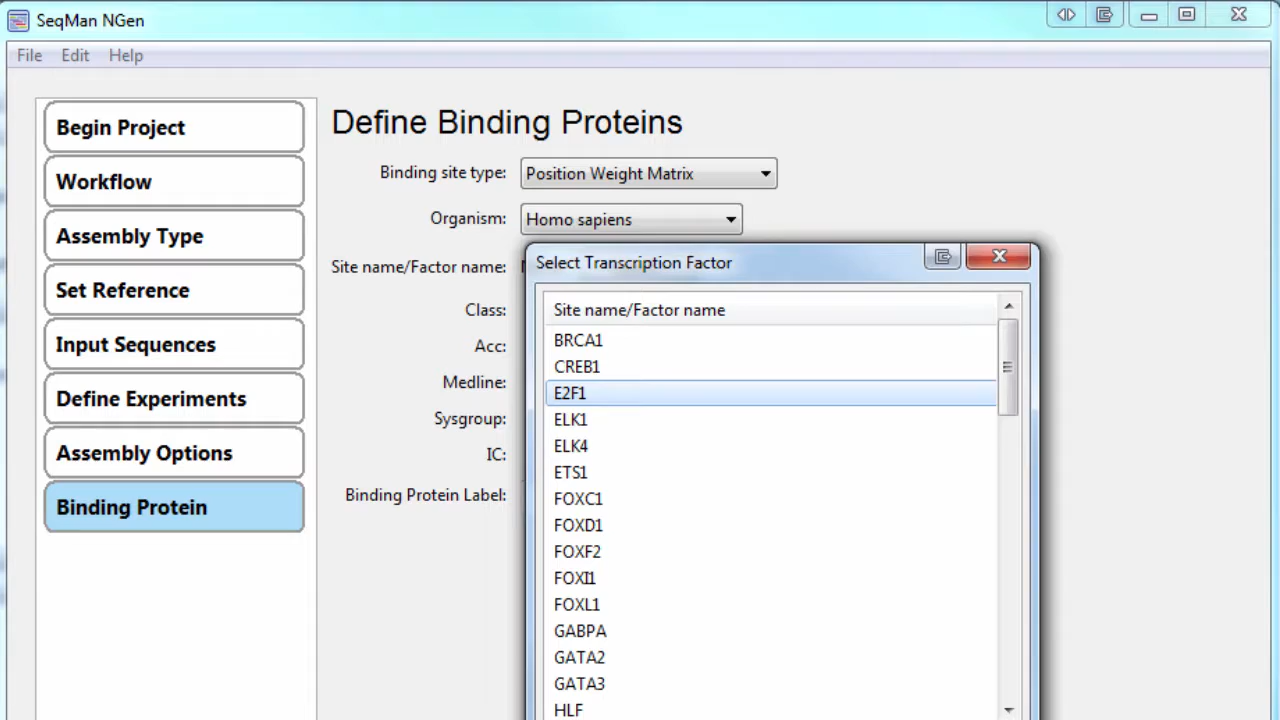 SeqMan NGen
File Edit Help
Begin Project
Workflow
Assembly Type
Set Reference
Input Sequences
Define Experiments
Assembly Options
Binding Protein
Define Binding Proteins
Binding site type: Position Weight Matrix
Organism: Homo sapiens
Site name/Factor name:
Class:
Acc:
Medline:
Sysgroup:
IC:
Binding Protein Label:
Select Transcription Factor
Site name/Factor name
BRCA1
CREB1
E2F1
ELK1
ELK4
ETS1
FOXC1
FOXD1
FOXF2
FOXI1
FOXL1
GABPA
GATA2
GATA3
HLF